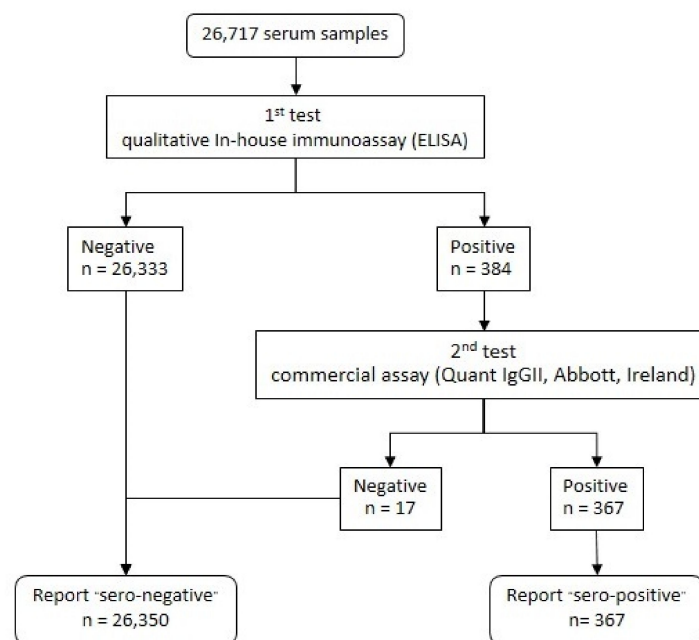 26,717 serum samples
1st test
qualitative In-house immunoassay (ELISA)
Negative
n = 26,333
Positive
n = 384
2nd test
commercial assay (Quant IgGII, Abbott, Ireland)
Negative
n = 17
Positive
n = 367
Report "sero-negative"
n = 26,350
Report "sero-positive"
n= 367